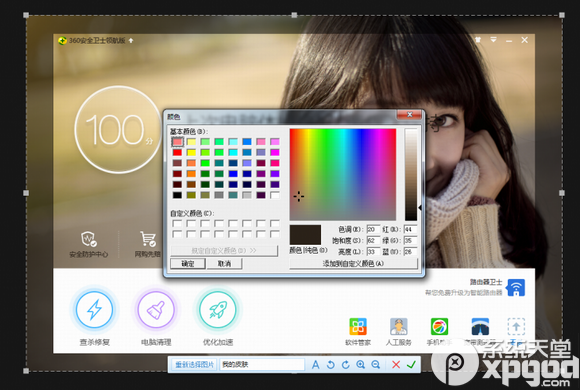 360安全卫士领航版
100分
颜色
基本颜色(B):
自定义颜色(C):
规定自定义颜色(D) >>
确定 取消
色调(E): 20 红(R): 44
饱和度(S): 62 绿(G): 35
颜色|纯色(O) 亮度(L): 33 蓝(U): 26
添加到自定义颜色(A)
安全防护中心 网购先赔
路由器卫士
帮您免费升级为智能路由器
查杀修复 电脑清理 优化加速
软件管家 人工服务
重新选择图片 我的皮肤 A
系统天堂
xpgod.com